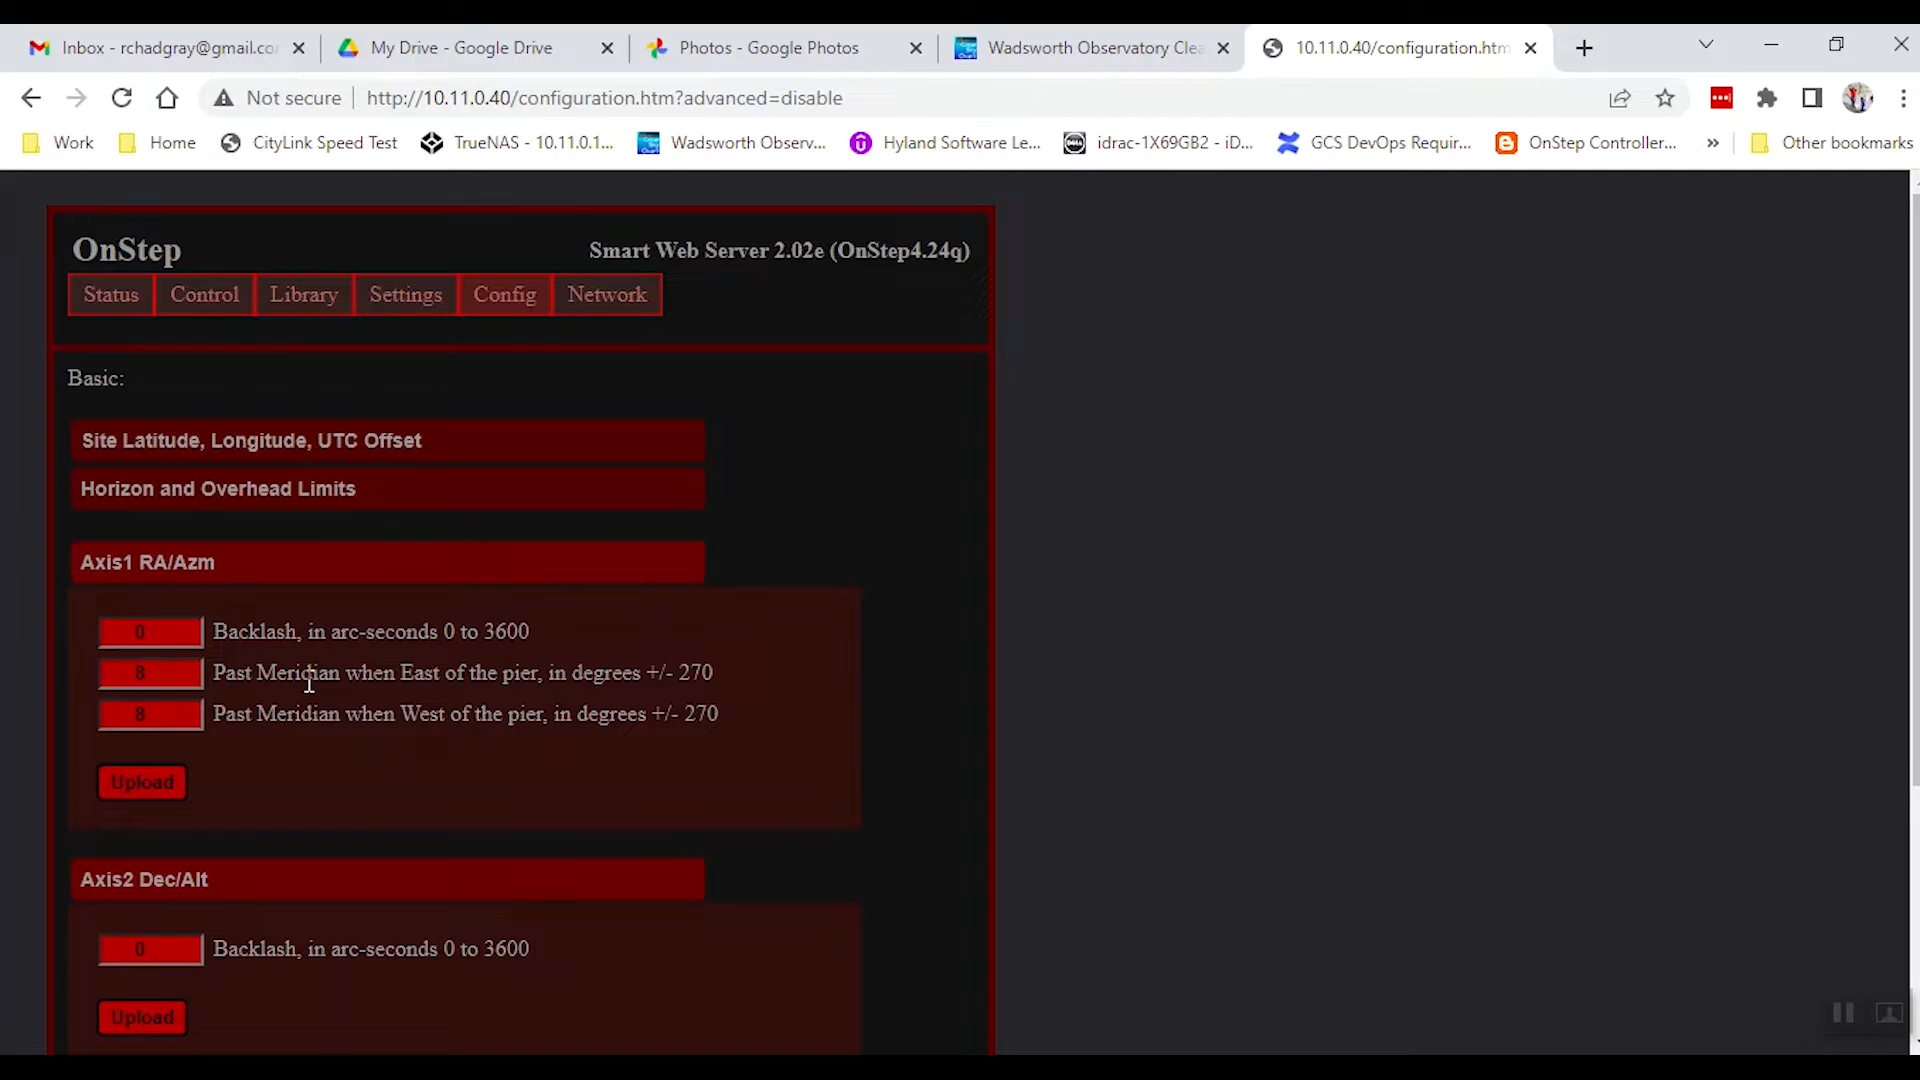 Inbox - rchadgray@gmail.co
My Drive - Google Drive
Photos - Google Photos
Wadsworth Observatory Clea
10.11.0.40/configuration.htm
Not secure
http://10.11.0.40/configuration.htm?advanced=disable
Work
Home
CityLink Speed Test
TrueNAS - 10.11.0.1...
Wadsworth Observ...
Hyland Software Le...
idrac-1X69GB2 - iD...
GCS DevOps Requir...
OnStep Controller...
»
Other bookmarks
OnStep
Smart Web Server 2.02e (OnStep4.24q)
Status
Control
Library
Settings
Config
Network
Basic:
Site Latitude, Longitude, UTC Offset
Horizon and Overhead Limits
Axis1 RA/Azm
0 Backlash, in arc-seconds 0 to 3600
8 Past Meridian when East of the pier, in degrees +/- 270
8 Past Meridian when West of the pier, in degrees +/- 270
Upload
Axis2 Dec/Alt
0 Backlash, in arc-seconds 0 to 3600
Upload